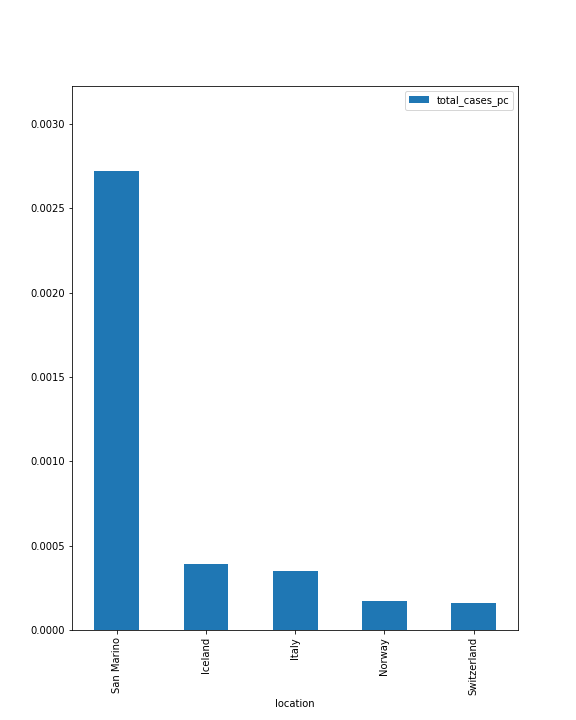 total_cases_pc
0.0030
0.0025
0.0020
0.0015
0.0010
0.0005
0.0000
San Marino
Iceland
Italy
Norway
Switzerland
location